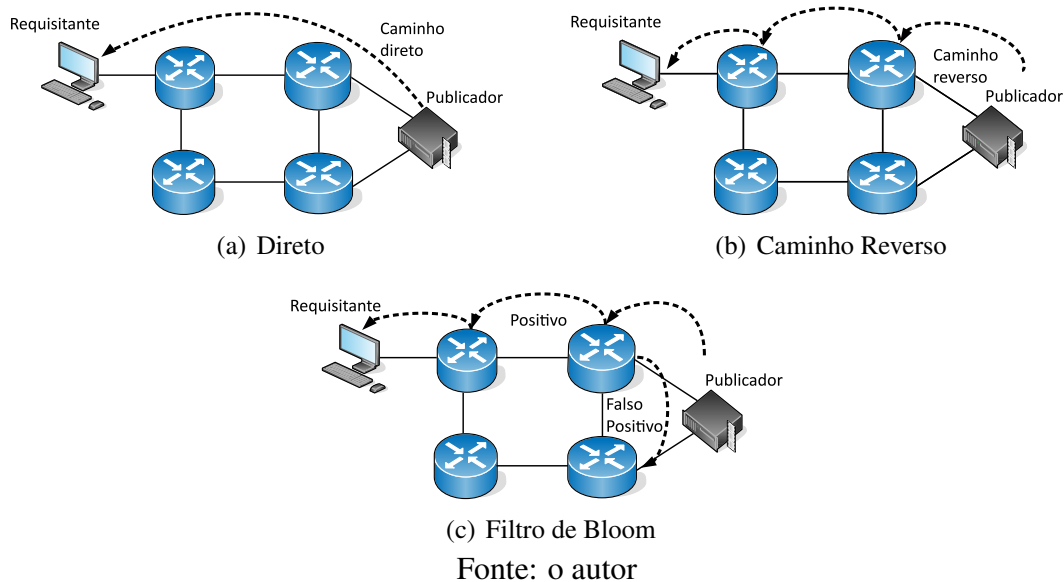 Requisitante
Caminho
direto
Publicador
(a) Direto
Requisitante
Caminho
reverso
Publicador
(b) Caminho Reverso
Requisitante
Positivo
Publicador
Falso
Positivo
(c) Filtro de Bloom
Fonte: o autor